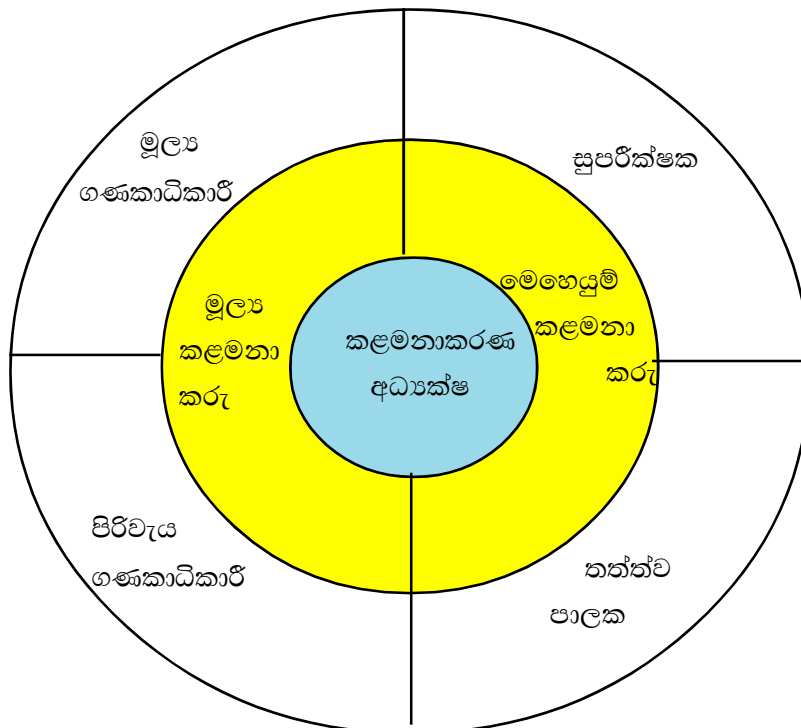 මූල්‍ය
ගණකාධිකාරී
සුපරීක්ෂක
මූල්‍ය
කළමනා
කරු
කළමනාකරණ
අධ්‍යක්ෂ
මෙහෙයුම්
කළමනා
කරු
පිරිවැය
ගණකාධිකාරී
තත්ත්ව
පාලක